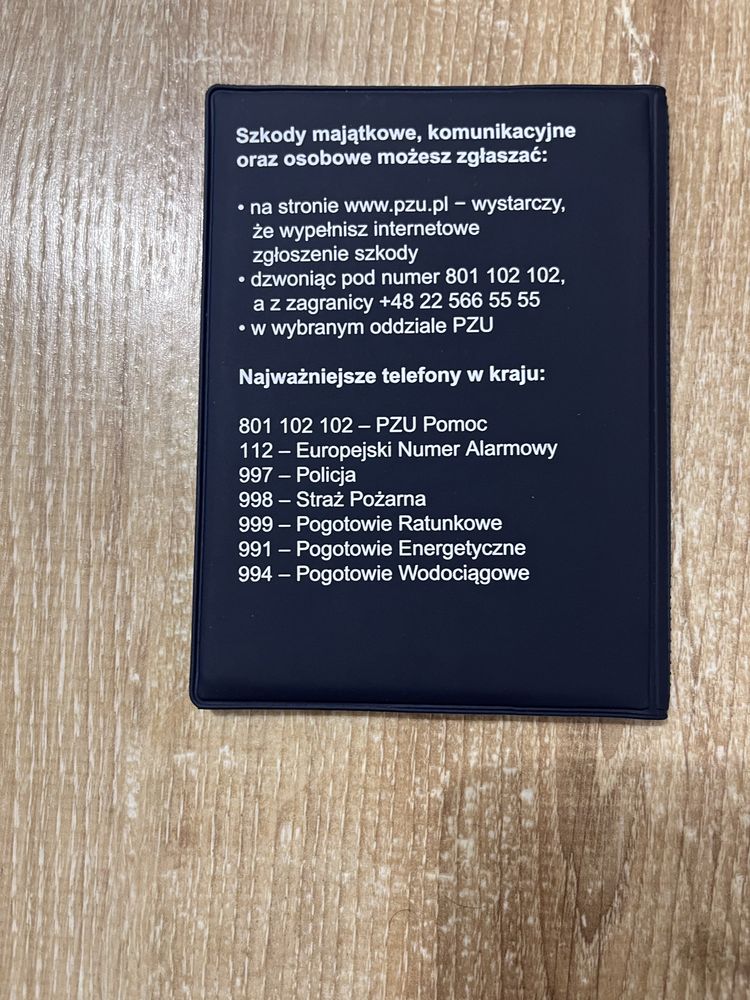 Szkody majątkowe, komunikacyjne
oraz osobowe możesz zgłaszać:
• na stronie www.pzu.pl – wystarczy,
że wypełnisz internetowe
zgłoszenie szkody
• dzwoniąc pod numer 801 102 102,
a z zagranicy +48 22 566 55 55
• w wybranym oddziale PZU
Najważniejsze telefony w kraju:
801 102 102 – PZU Pomoc
112 – Europejski Numer Alarmowy
997 – Policja
998 – Straż Pożarna
999 – Pogotowie Ratunkowe
991 – Pogotowie Energetyczne
994 – Pogotowie Wodociągowe